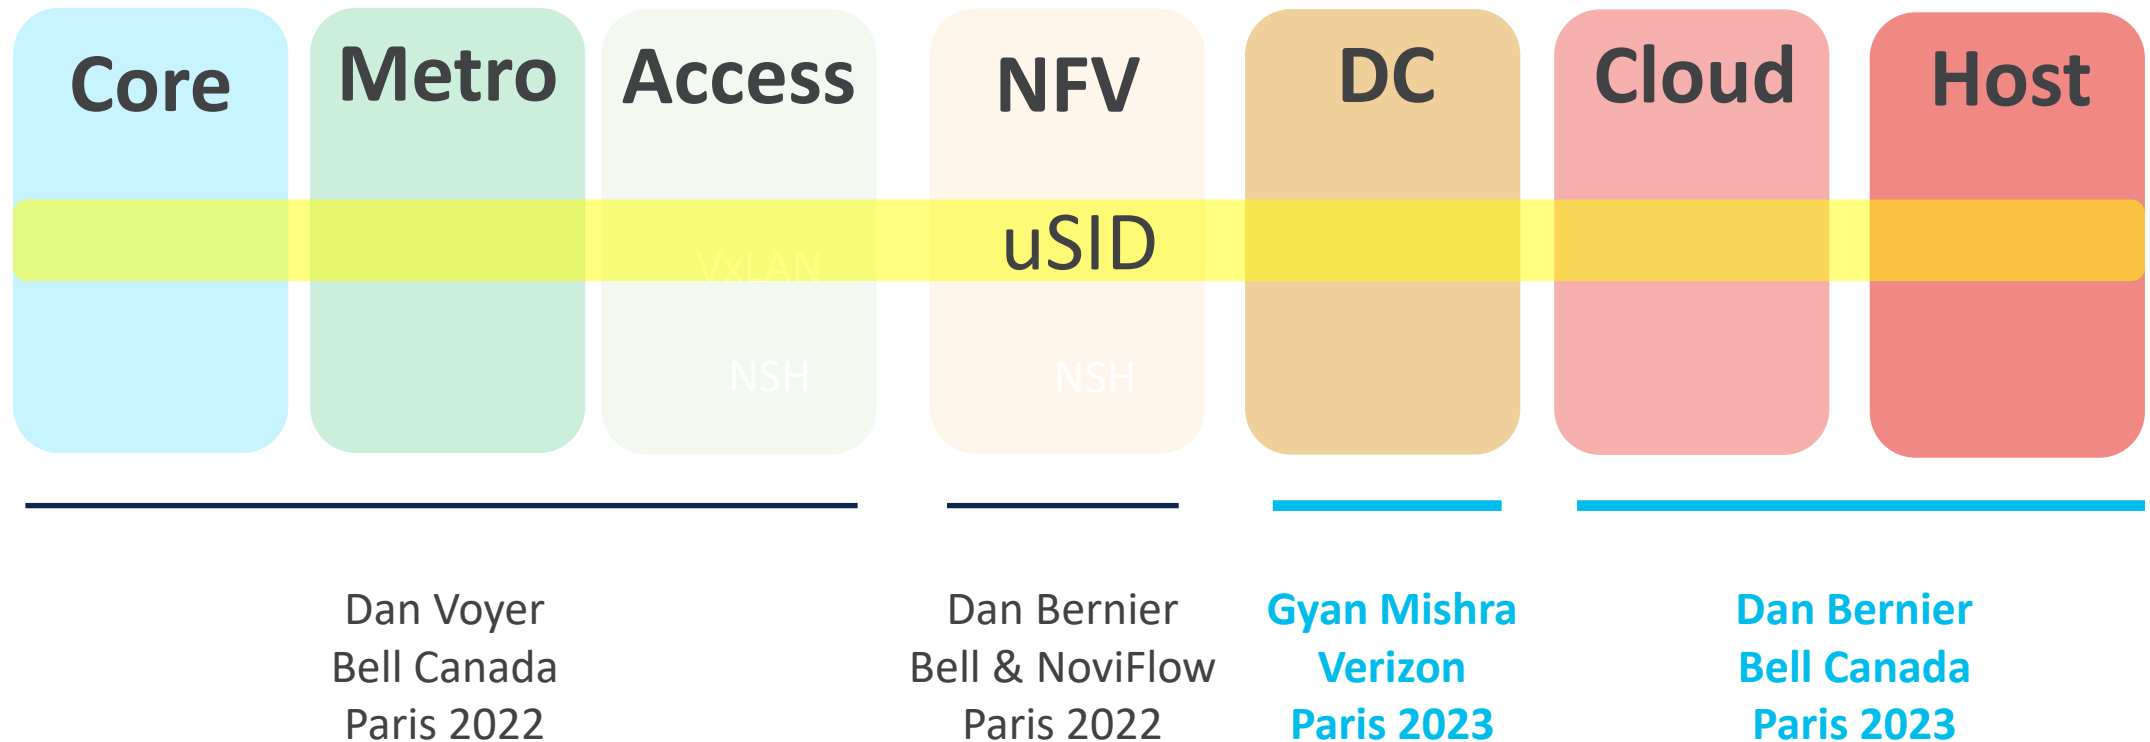 Core
Metro
Access
NFV
DC
Cloud
Host
uSID
VxLAN
NSH
NSH
Dan Voyer
Bell Canada
Paris 2022
Dan Bernier
Bell & NoviFlow
Paris 2022
Gyan Mishra
Verizon
Paris 2023
Dan Bernier
Bell Canada
Paris 2023